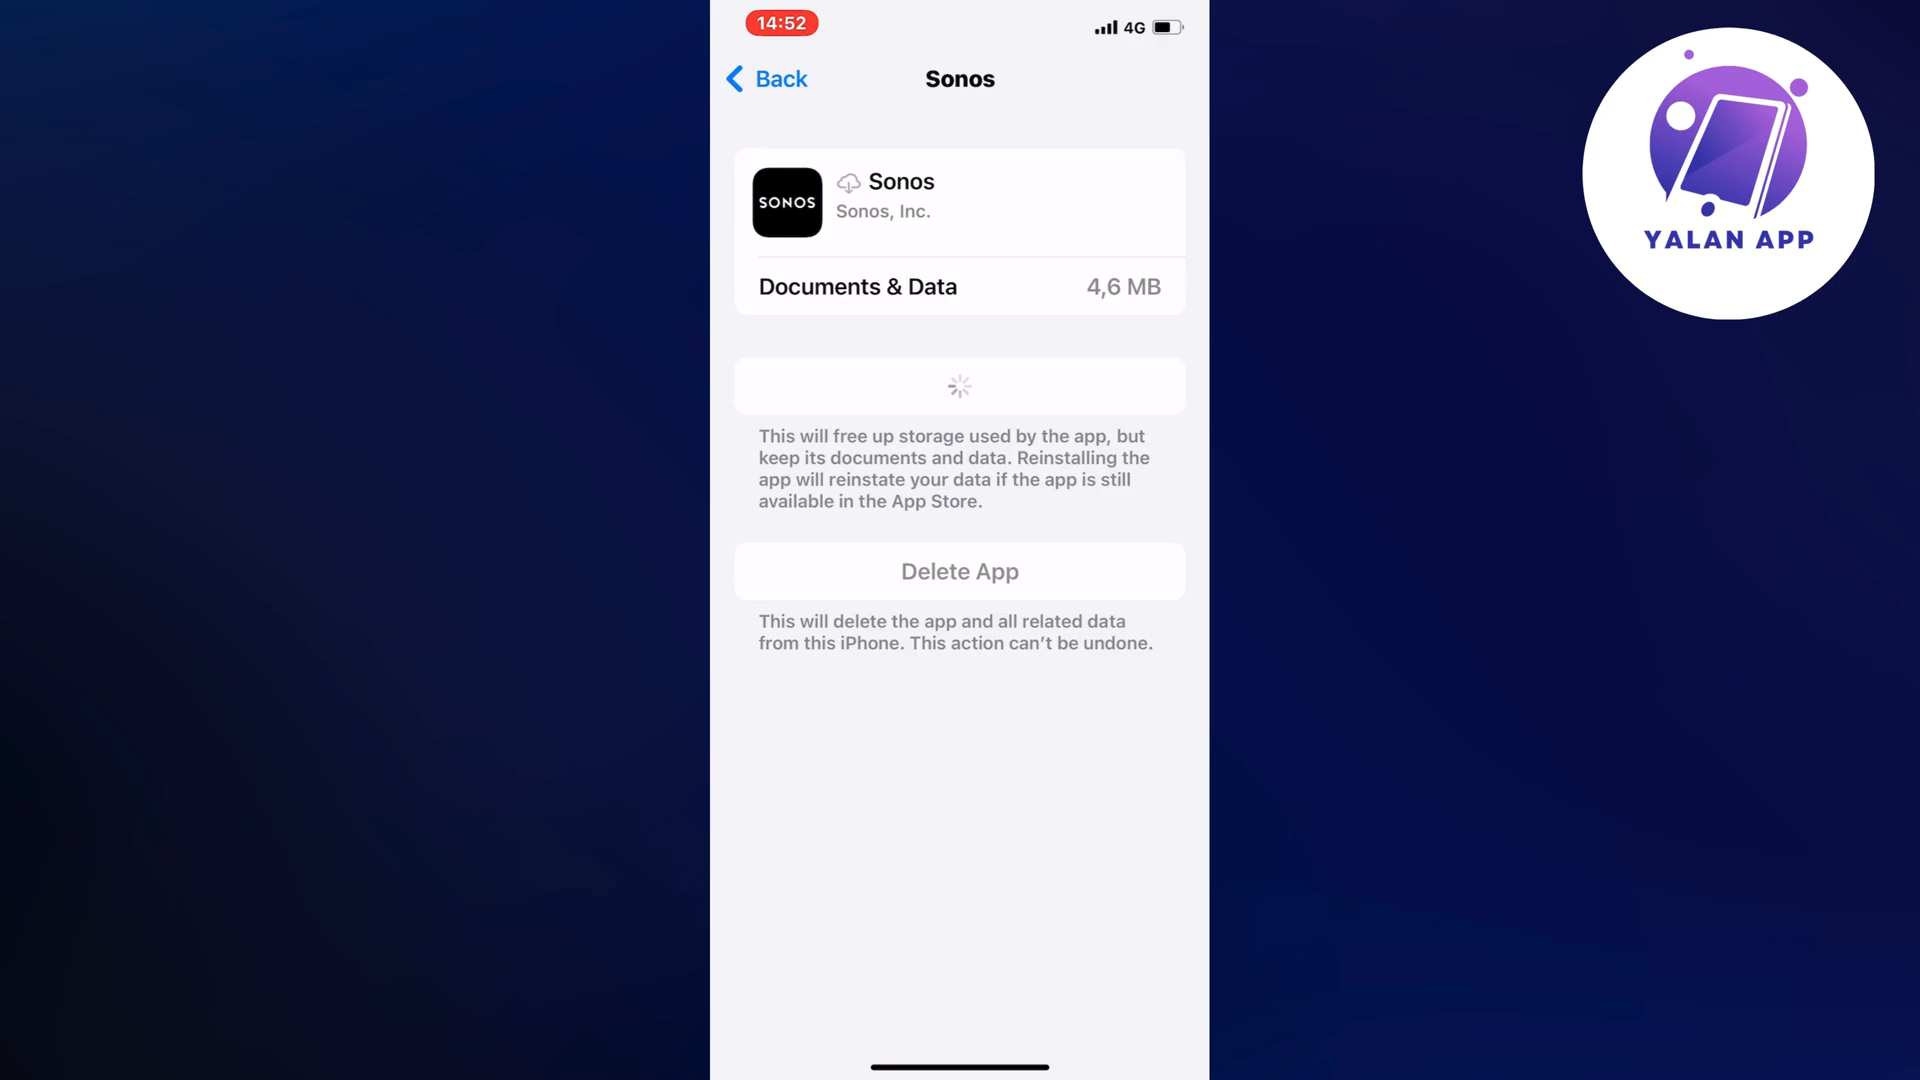 14:52
4G
Back
Sonos
SONOS
Sonos
Sonos, Inc.
Documents & Data
4,6 MB
This will free up storage used by the app, but
keep its documents and data. Reinstalling the
app will reinstate your data if the app is still
available in the App Store.
Delete App
This will delete the app and all related data
from this iPhone. This action can’t be undone.
YALAN APP